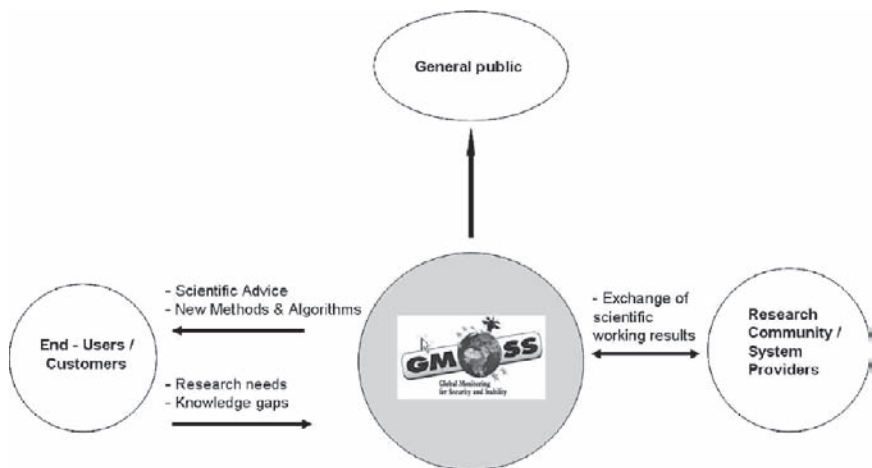 General public
- Scientific Advice
- New Methods & Algorithms
End - Users /
Customers
- Research needs
- Knowledge gaps
GMOSS
Global Monitoring
for Security and Stability
- Exchange of
scientific
working results
Research
Community /
System
Providers